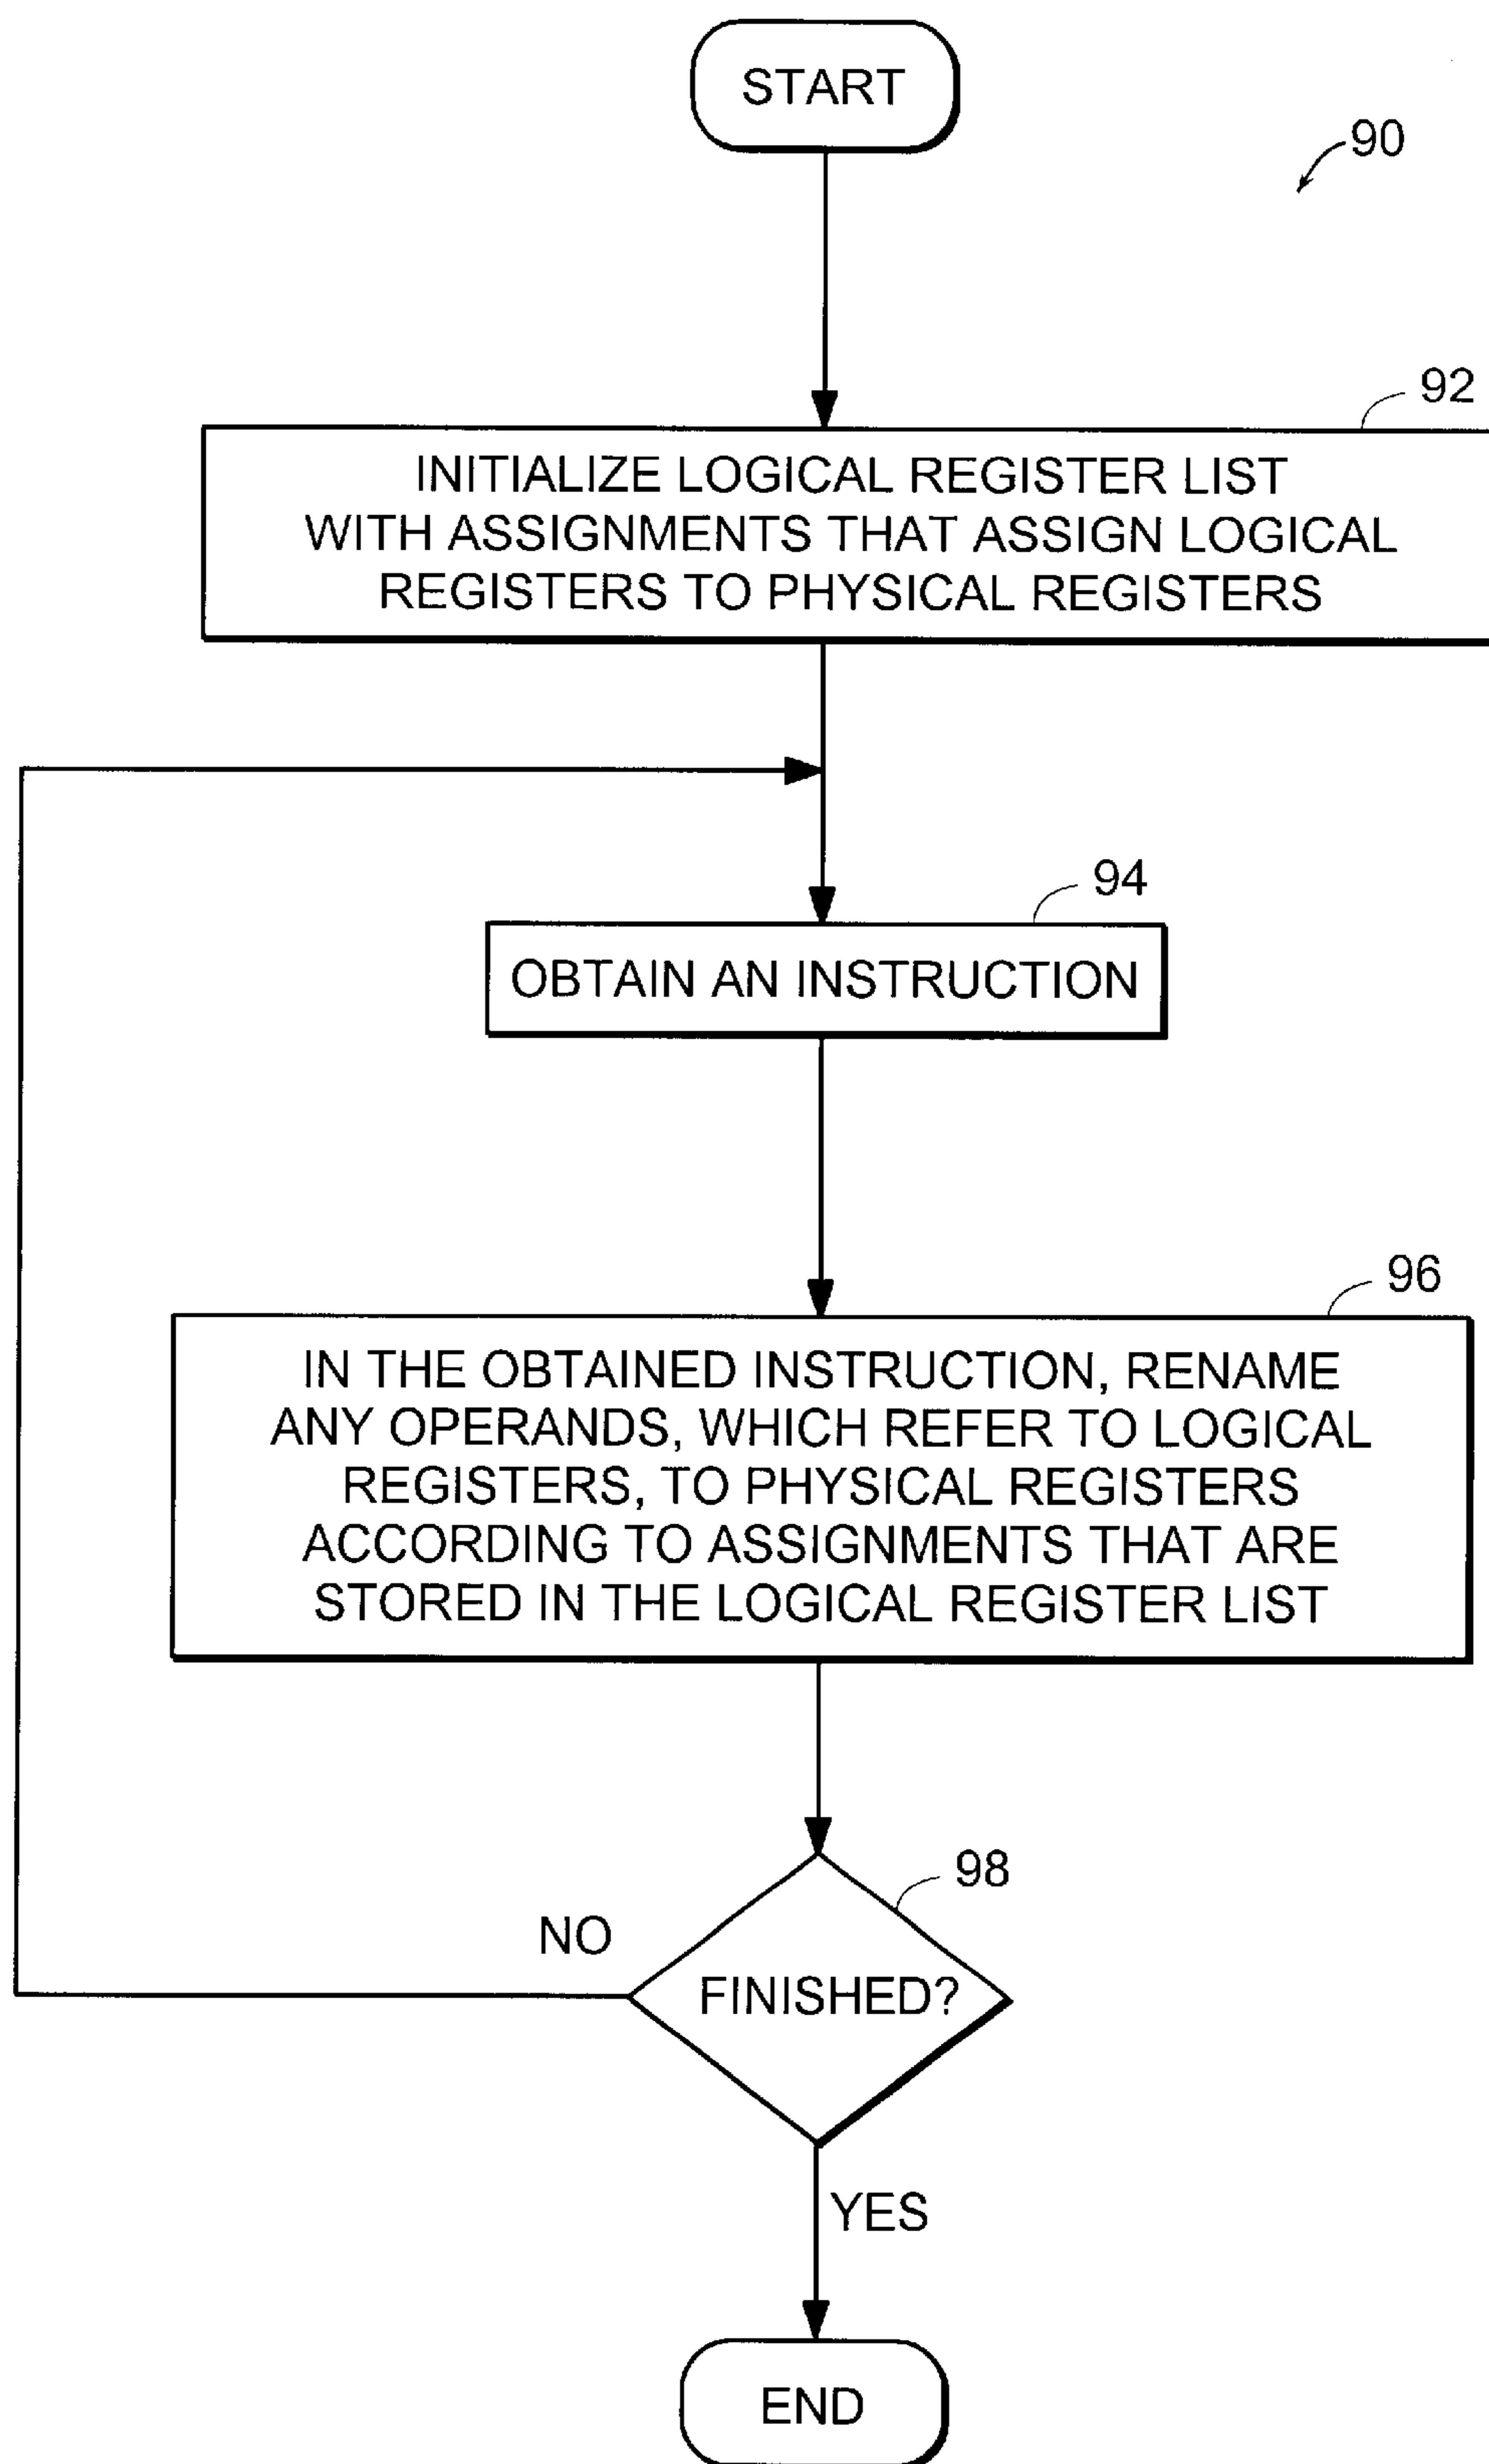 START
90
92
INITIALIZE LOGICAL REGISTER LIST
WITH ASSIGNMENTS THAT ASSIGN LOGICAL
REGISTERS TO PHYSICAL REGISTERS
94
OBTAIN AN INSTRUCTION
96
IN THE OBTAINED INSTRUCTION, RENAME
ANY OPERANDS, WHICH REFER TO LOGICAL
REGISTERS, TO PHYSICAL REGISTERS
ACCORDING TO ASSIGNMENTS THAT ARE
STORED IN THE LOGICAL REGISTER LIST
98
NO
FINISHED?
YES
END